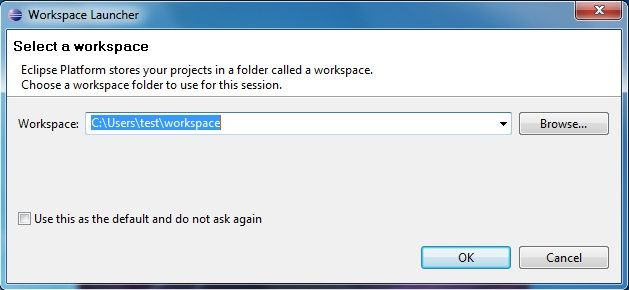 Workspace Launcher
Select a workspace
Eclipse Platform stores your projects in a folder called a workspace.
Choose a workspace folder to use for this session.
Workspace: C:\Users\test\workspace Browse...
Use this as the default and do not ask again
OK Cancel